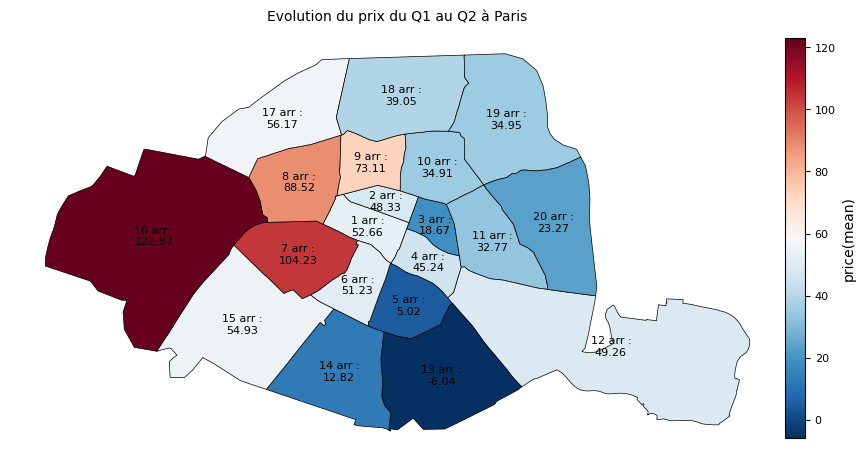 Evolution du prix du Q1 au Q2 à Paris
18 arr :
39.05
17 arr :
56.17
19 arr :
34.95
9 arr :
73.11
10 arr :
34.91
8 arr :
88.52
2 arr :
48.33
1 arr :
52.66
3 arr :
18.67
20 arr :
23.27
16 arr :
122.87
11 arr :
32.77
7 arr :
104.23
4 arr :
45.24
6 arr :
51.23
5 arr :
5.02
15 arr :
54.93
12 arr :
49.26
14 arr :
12.82
13 arr :
-6.04
120
100
80
60
40
20
0
price(mean)